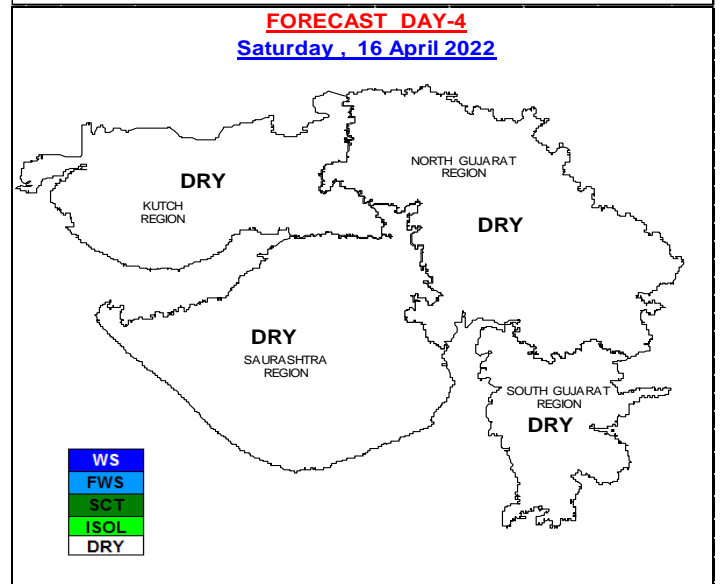 FORECAST DAY-4
Saturday , 16 April 2022
NORTH GUJARAT
REGION
DRY
DRY
KUTCH
REGION
DRY
SAURASHTRA
REGION
SOUTH GUJARAT
REGION
DRY
WS
FWS
SCT
ISOL
DRY